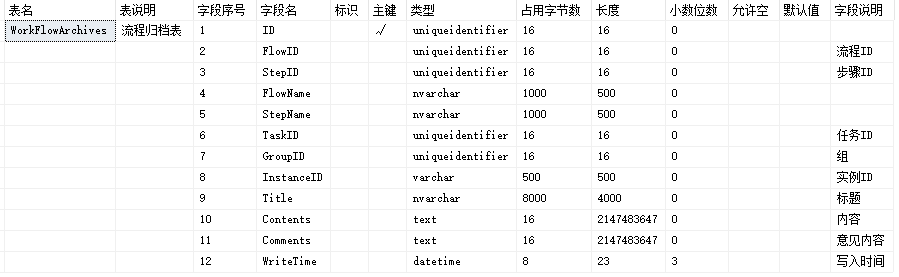 表名 表说明 字段序号 字段名 标识 主键 类型 占用字节数 长度 小数位数 允许空 默认值 字段说明
WorkFlowArchives 流程归档表 1 ID √ uniqueidentifier 16 16 0
2 FlowID uniqueidentifier 16 16 0 流程ID
3 StepID uniqueidentifier 16 16 0 步骤ID
4 FlowName nvarchar 1000 500 0
5 StepName nvarchar 1000 500 0
6 TaskID uniqueidentifier 16 16 0 任务ID
7 GroupID uniqueidentifier 16 16 0 组
8 InstanceID varchar 500 500 0 实例ID
9 Title nvarchar 8000 4000 0 标题
10 Contents text 16 2147483647 0 内容
11 Comments text 16 2147483647 0 意见内容
12 WriteTime datetime 8 23 3 写入时间